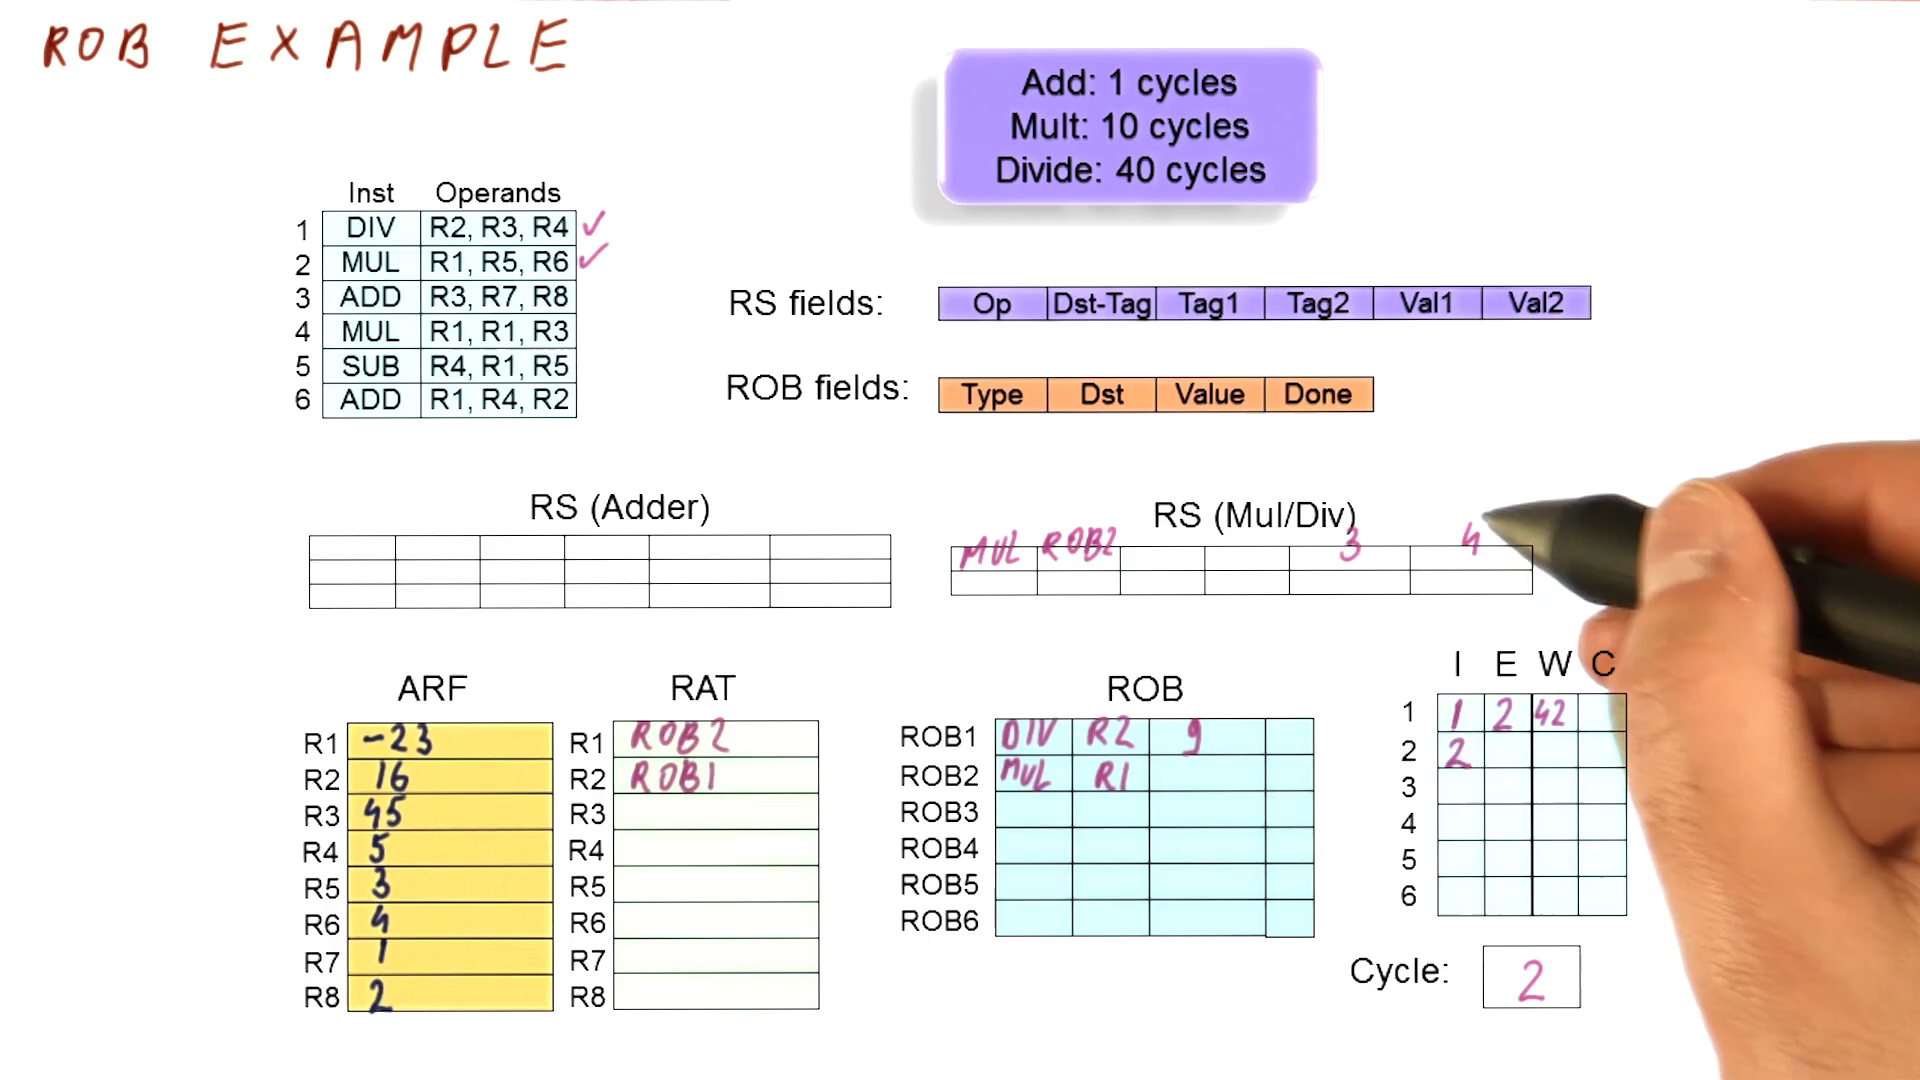 ROB EXAMPLE
Add: 1 cycles
Mult: 10 cycles
Divide: 40 cycles
Inst Operands
1 DIV R2, R3, R4 ✓
2 MUL R1, R5, R6 ✓
3 ADD R3, R7, R8
4 MUL R1, R1, R3
5 SUB R4, R1, R5
6 ADD R1, R4, R2
RS fields: Op Dst-Tag Tag1 Tag2 Val1 Val2
ROB fields: Type Dst Value Done
RS (Adder)
RS (Mul/Div)
MUL ROB2 3 4
ARF
R1 -23
R2 16
R3 45
R4 5
R5 3
R6 4
R7 1
R8 2
RAT
R1 ROB2
R2 ROB1
R3
R4
R5
R6
R7
R8
ROB
ROB1 DIV R2 9
ROB2 MUL R1
ROB3
ROB4
ROB5
ROB6
I E W C
1 1 2 42
2 2
3
4
5
6
Cycle: 2